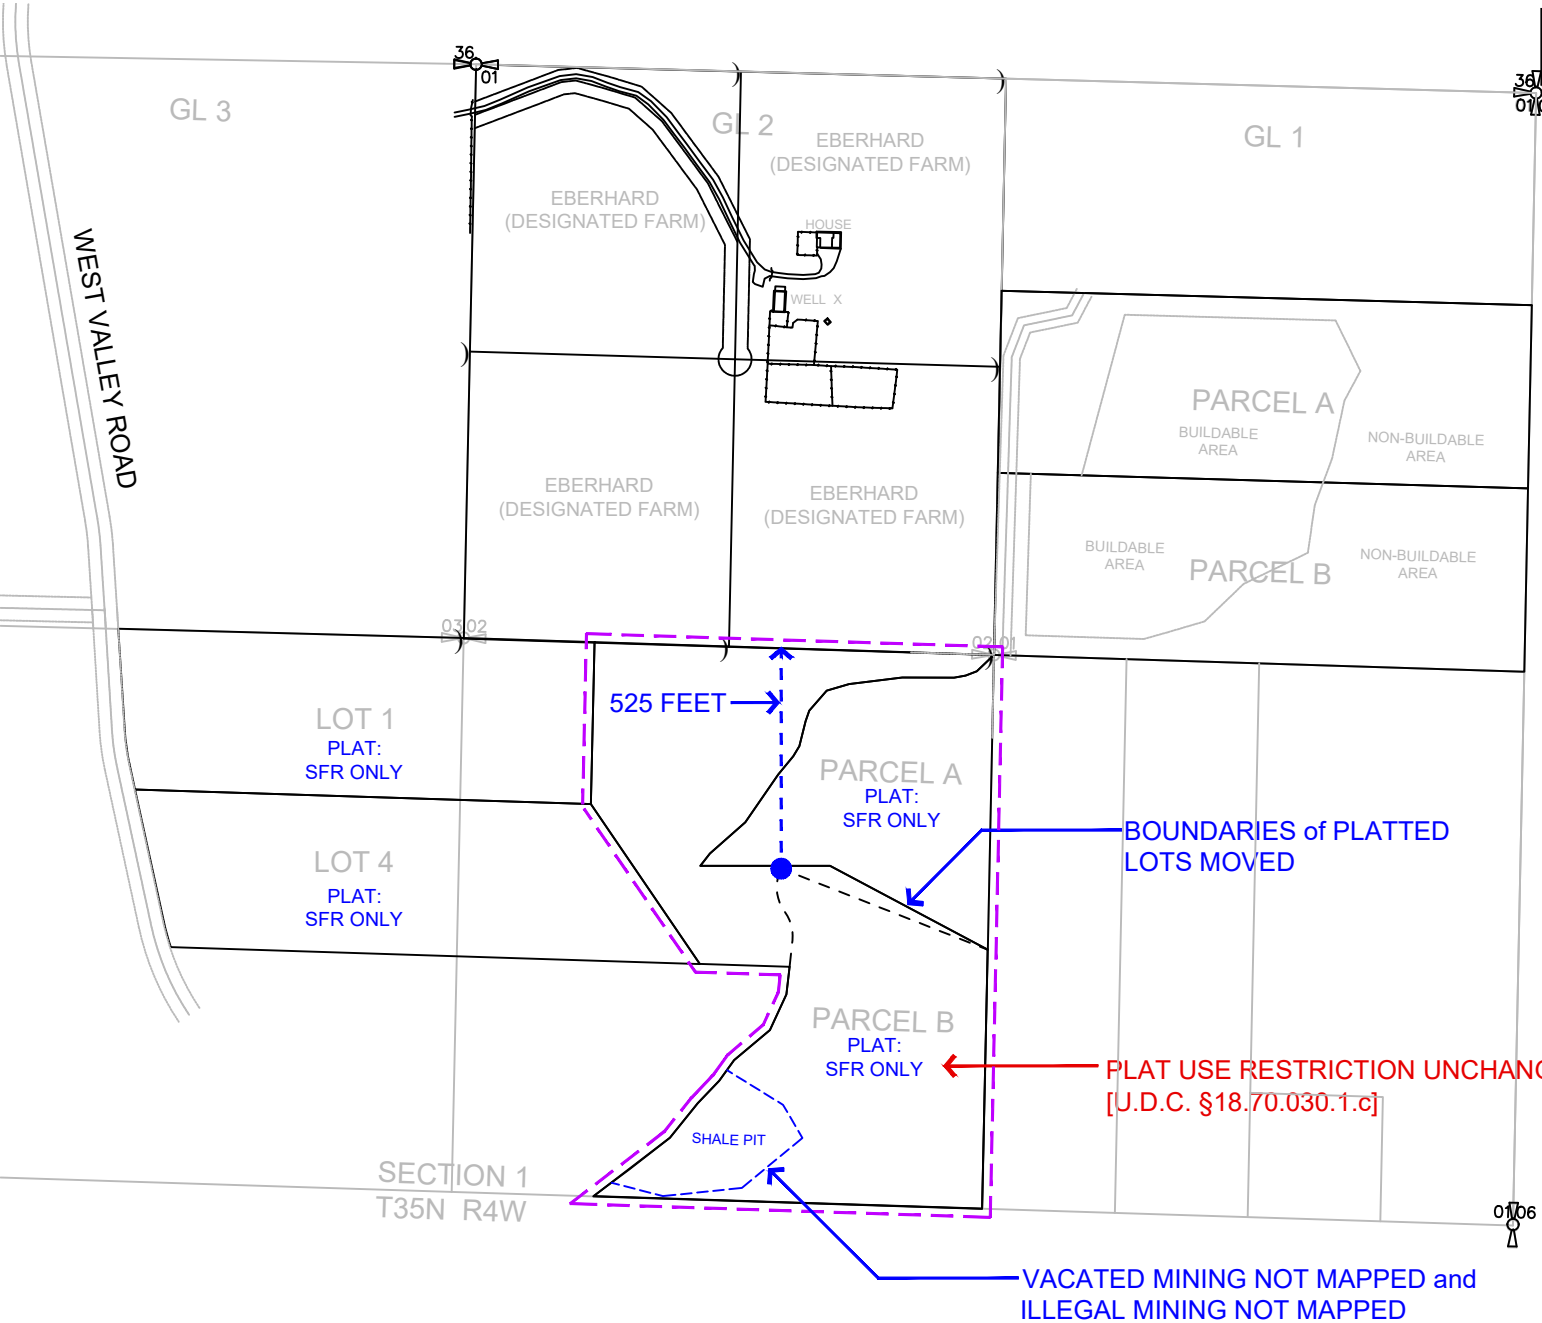 36
01
36
01
GL 3
GL 2
GL 1
EBERHARD
(DESIGNATED FARM)
EBERHARD
(DESIGNATED FARM)
HOUSE
WELL X
WEST VALLEY ROAD
PARCEL A
BUILDABLE
AREA
NON-BUILDABLE
AREA
EBERHARD
(DESIGNATED FARM)
EBERHARD
(DESIGNATED FARM)
BUILDABLE
AREA
PARCEL B
NON-BUILDABLE
AREA
03 02
02 01
525 FEET
LOT 1
PLAT:
SFR ONLY
PARCEL A
PLAT:
SFR ONLY
BOUNDARIES of PLATTED
LOTS MOVED
LOT 4
PLAT:
SFR ONLY
PARCEL B
PLAT:
SFR ONLY
PLAT USE RESTRICTION
[U.D.C. §18.70.030.1.c]
SHALE PIT
SECTION 1
T35N R4W
01 06
VACATED MINING NOT MAPPED and
ILLEGAL MINING NOT MAPPED